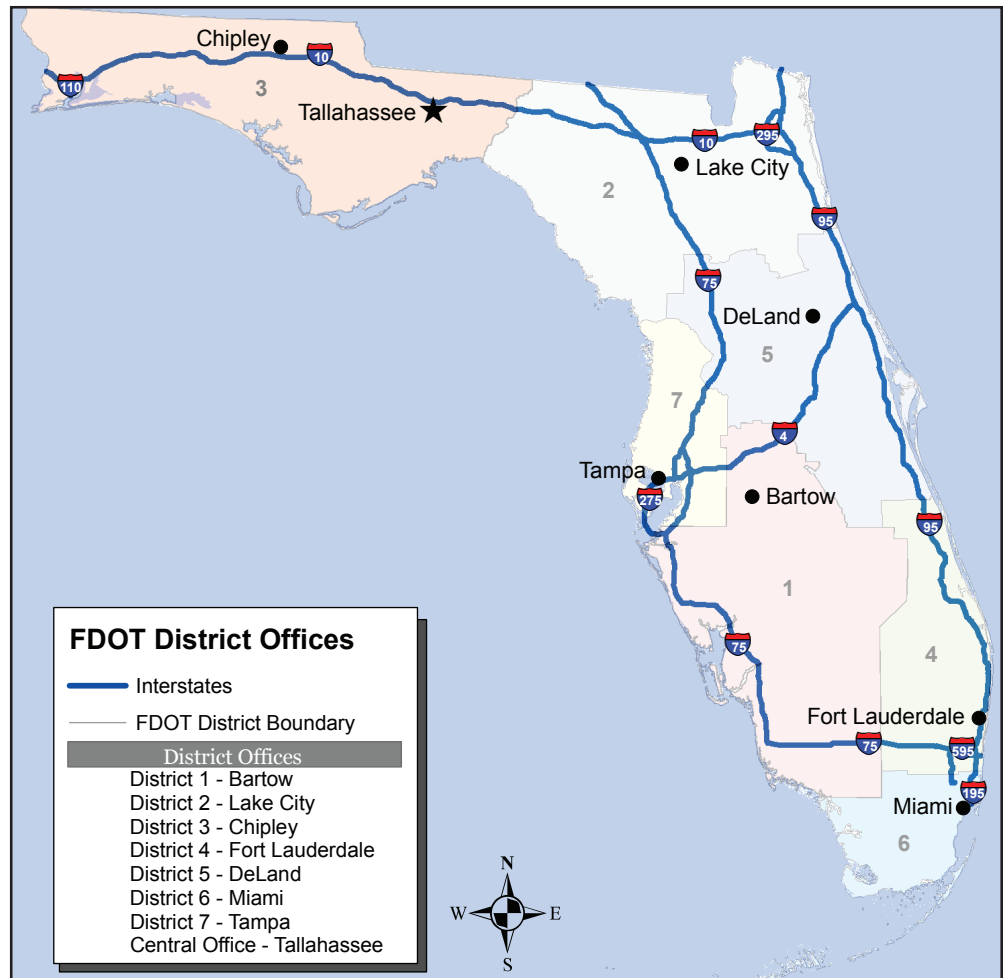 Chipley
10
110
3
Tallahassee
10
295
Lake City
2
95
75
DeLand
5
7
4
Tampa
275
Bartow
95
1
75
4
Fort Lauderdale
75
595
195
Miami
6
FDOT District Offices
Interstates
FDOT District Boundary
District Offices
District 1 - Bartow
District 2 - Lake City
District 3 - Chipley
District 4 - Fort Lauderdale
District 5 - DeLand
District 6 - Miami
District 7 - Tampa
Central Office - Tallahassee
N
W
E
S